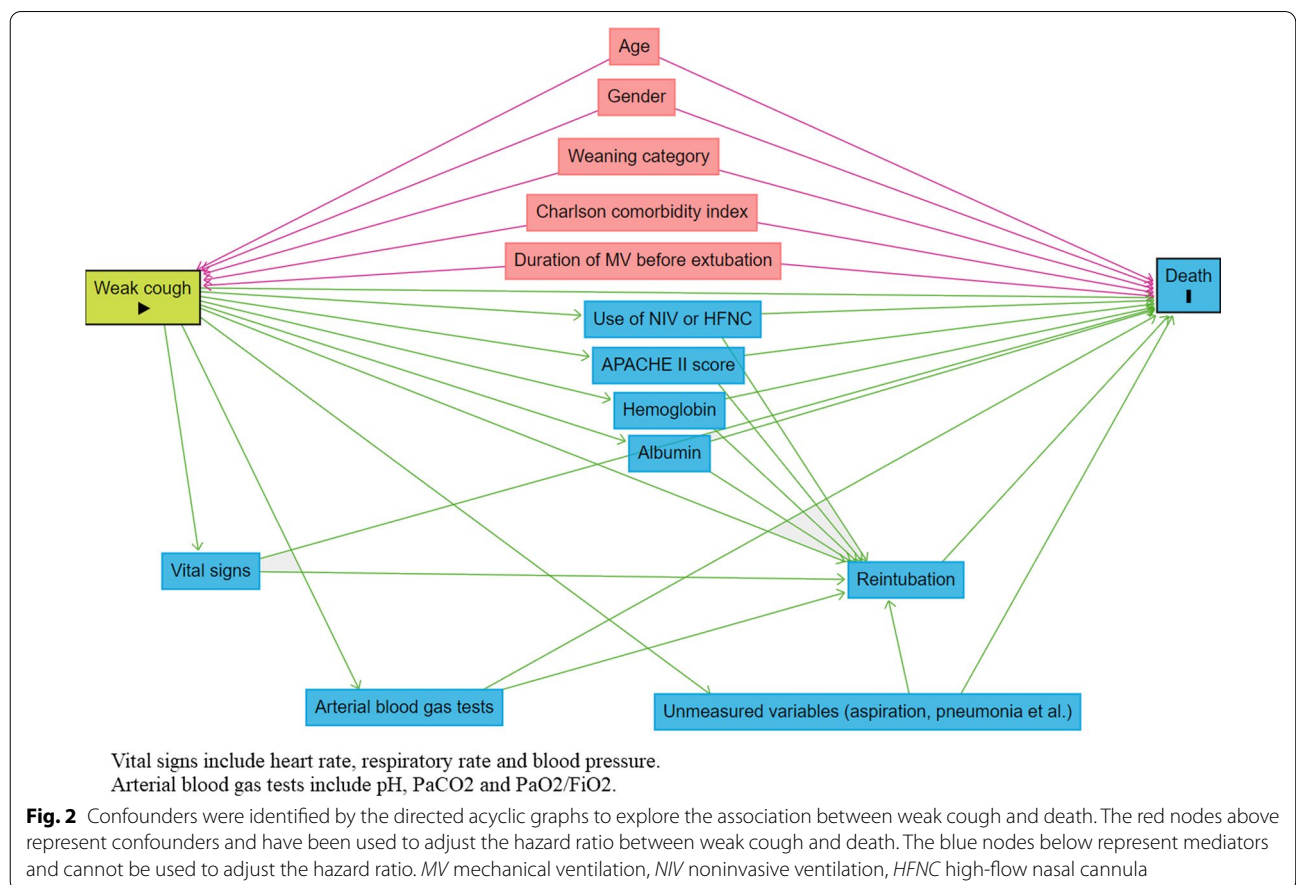 Age
Gender
Weaning category
Charlson comorbidity index
Duration of MV before extubation
Weak cough
Death
Use of NIV or HFNC
APACHE II score
Hemoglobin
Albumin
Vital signs
Reintubation
Arterial blood gas tests
Unmeasured variables (aspiration, pneumonia et al.)
Vital signs include heart rate, respiratory rate and blood pressure.
Arterial blood gas tests include pH, PaCO2 and PaO2/FiO2.
Fig. 2 Confounders were identified by the directed acyclic graphs to explore the association between weak cough and death. The red nodes above
represent confounders and have been used to adjust the hazard ratio between weak cough and death. The blue nodes below represent mediators
and cannot be used to adjust the hazard ratio. MV mechanical ventilation, NIV noninvasive ventilation, HFNC high-flow nasal cannula